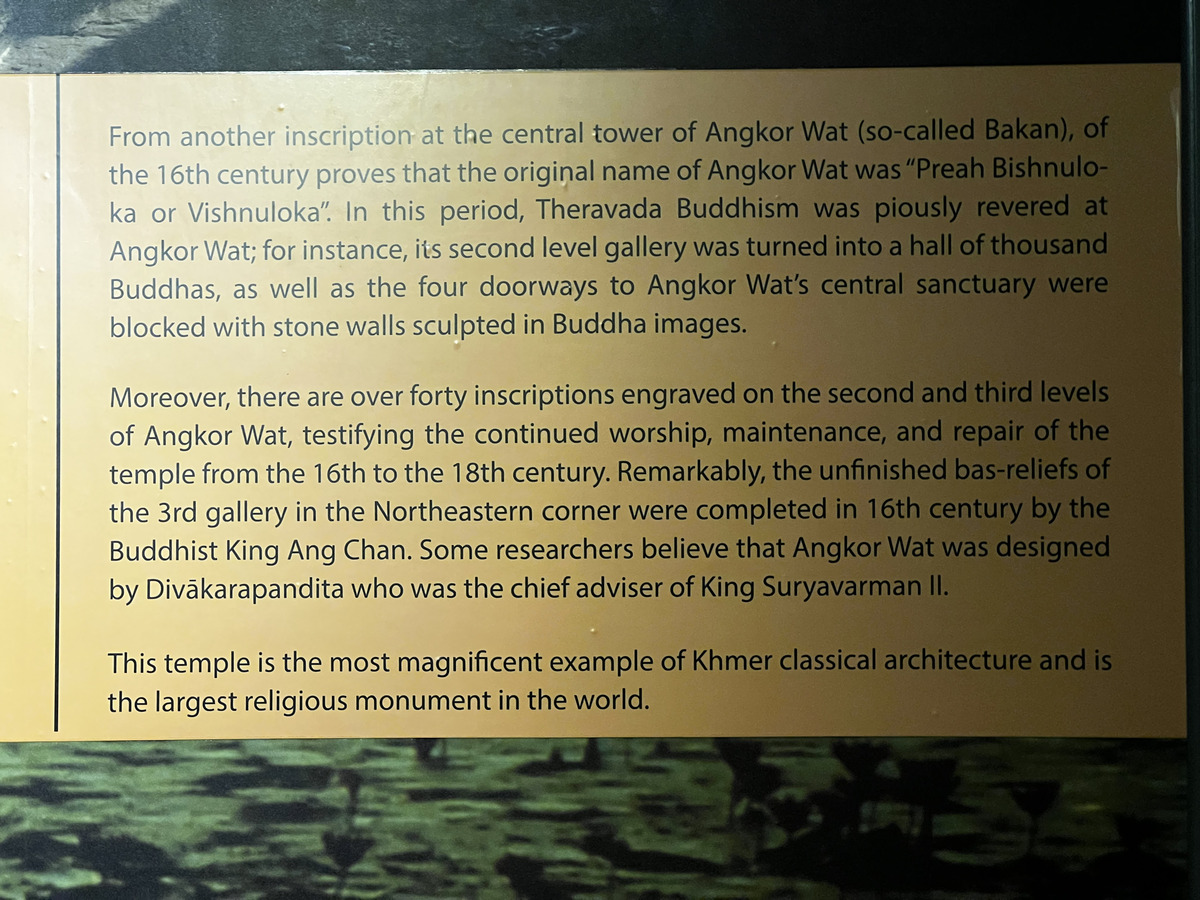 From another inscription at the central tower of Angkor Wat (so-called Bakan), of
the 16th century proves that the original name of Angkor Wat was “Preah Bishnulo-
ka or Vishnuloka”. In this period, Theravada Buddhism was piously revered at
Angkor Wat; for instance, its second level gallery was turned into a hall of thousand
Buddhas, as well as the four doorways to Angkor Wat’s central sanctuary were
blocked with stone walls sculpted in Buddha images.
Moreover, there are over forty inscriptions engraved on the second and third levels
of Angkor Wat, testifying the continued worship, maintenance, and repair of the
temple from the 16th to the 18th century. Remarkably, the unfinished bas-reliefs of
the 3rd gallery in the Northeastern corner were completed in 16th century by the
Buddhist King Ang Chan. Some researchers believe that Angkor Wat was designed
by Divākarapandita who was the chief adviser of King Suryavarman II.
This temple is the most magnificent example of Khmer classical architecture and is
the largest religious monument in the world.